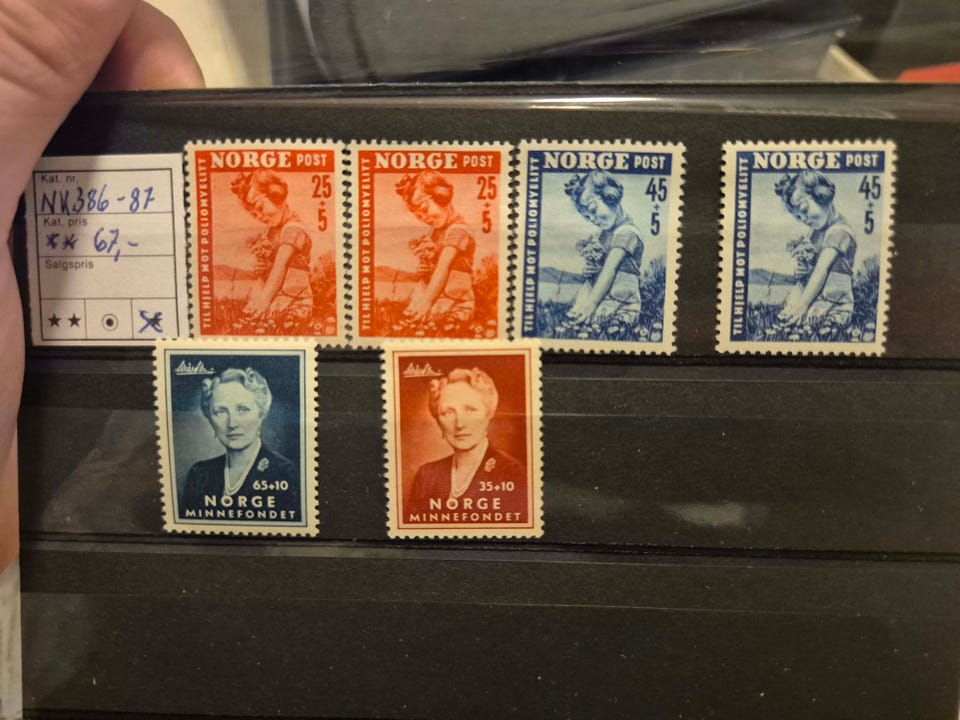 Kat. nr.
NK386-87
Kat. pris
** 67,-
Salgspris
★★
NORGE POST
25
+
5
TIL HJELP MOT POLIOMYELITT
NORGE POST
25
+
5
TIL HJELP MOT POLIOMYELITT
NORGE POST
45
+
5
TIL HJELP MOT POLIOMYELITT
NORGE POST
45
+
5
TIL HJELP MOT POLIOMYELITT
65+10
NORGE
MINNEFONDET
35+10
NORGE
MINNEFONDET